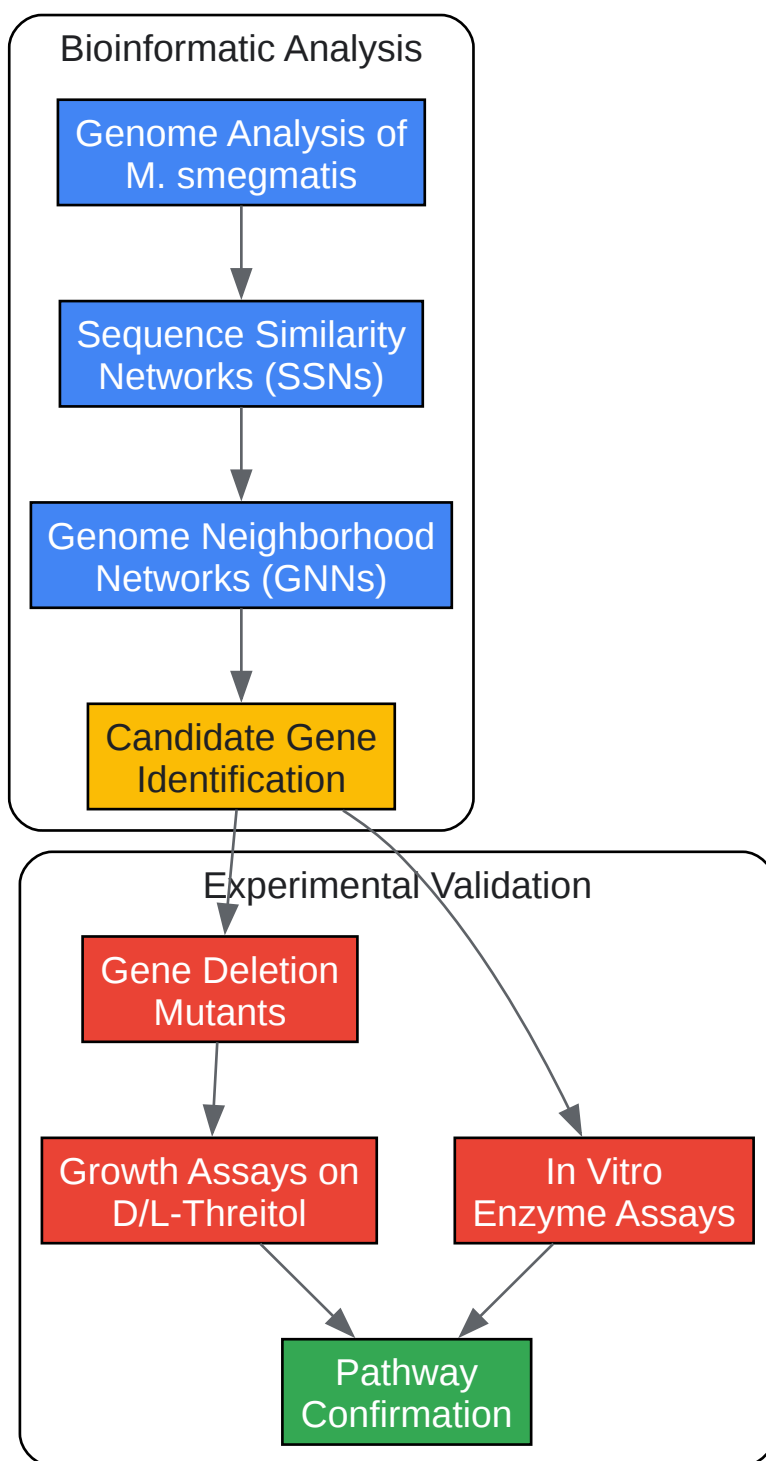 Bioinformatic Analysis
Genome Analysis of
M. smegmatis
Sequence Similarity
Networks (SSNs)
Genome Neighborhood
Networks (GNNs)
Candidate Gene
Identification
Experimental Validation
Gene Deletion
Mutants
Growth Assays on
D/L-Threitol
In Vitro
Enzyme Assays
Pathway
Confirmation